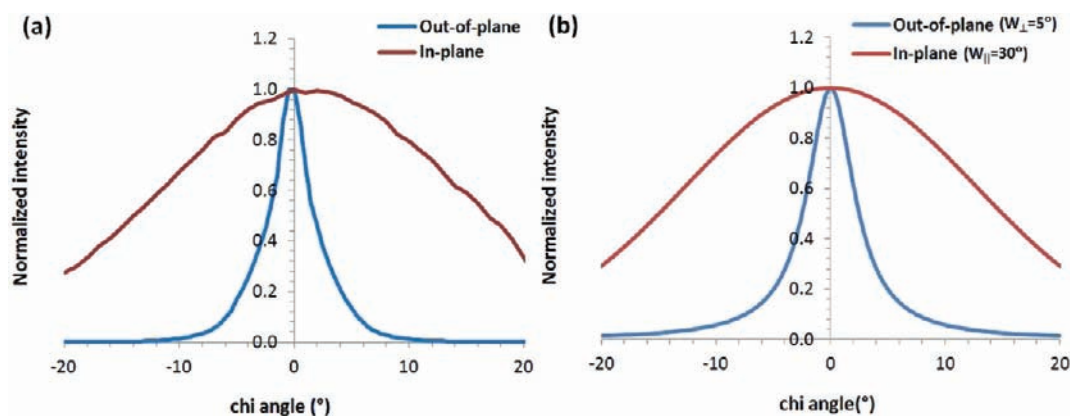 (a)
Out-of-plane
In-plane
Normalized intensity
1.2
1.0
0.8
0.6
0.4
0.2
0.0
-20
-10
0
10
20
chi angle (°)
(b)
Out-of-plane (W⊥=5°)
In-plane (W||=30°)
Normalized intensity
1.2
1.0
0.8
0.6
0.4
0.2
0.0
-20
-10
0
10
20
chi angle(°)